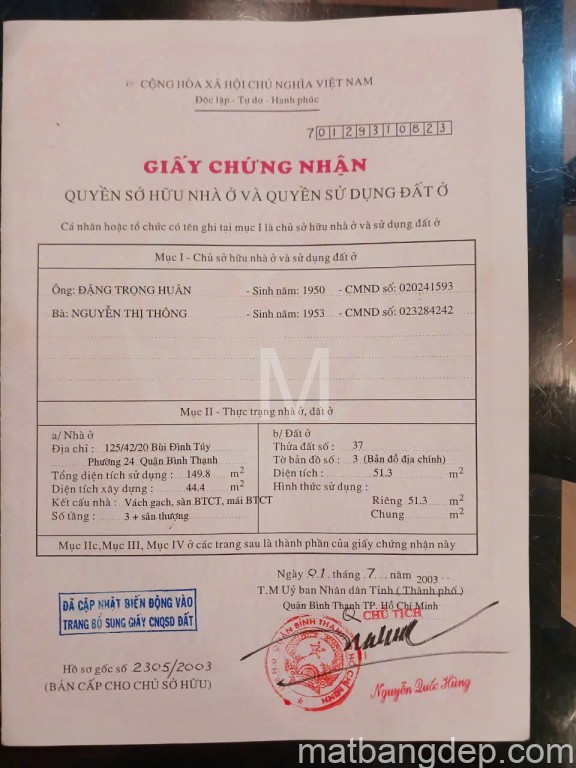 CỘNG HÒA XÃ HỘI CHỦ NGHĨA VIỆT NAM
Độc lập - Tự do - Hạnh phúc
70129310823
GIẤY CHỨNG NHẬN
QUYỀN SỞ HỮU NHÀ Ở VÀ QUYỀN SỬ DỤNG ĐẤT Ở
Cá nhân hoặc tổ chức có tên ghi tại mục I là chủ sở hữu nhà ở và sử dụng đất ở
Mục I - Chủ sở hữu nhà ở và sử dụng đất ở
Ông: ĐẶNG TRỌNG HUÂN - Sinh năm: 1950 - CMND số: 020241593
Bà: NGUYỄN THỊ THÔNG - Sinh năm: 1953 - CMND số: 023284242
M
Mục II - Thực trạng nhà ở, đất ở
a/ Nhà ở
Địa chỉ : 125/42/20 Bùi Đình Túy
Phường 24 Quận Bình Thạnh
Tổng diện tích sử dụng : 149.8 m2
Diện tích xây dựng : 44.4 m2
Kết cấu nhà : Vách gạch, sàn BTCT, mái BTCT
Số tầng : 3 + sân thượng
b/ Đất ở
Thửa đất số : 37
Tờ bản đồ số : 3 (Bản đồ địa chính)
Diện tích : 51.3 m2
Hình thức sử dụng :
Riêng 51.3 m2
Chung m2
Mục IIc, Mục III, Mục IV ở các trang sau là thành phần của giấy chứng nhận này
Ngày 01 tháng 7 năm 2003
T.M Uỷ ban Nhân dân Tỉnh ( Thành phố )
Quận Bình Thạnh TP. Hồ Chí Minh
Q CHỦ TỊCH
ĐÃ CẬP NHẬT BIẾN ĐỘNG VÀO
TRANG BỔ SUNG GIẤY CNQSD ĐẤT
Hồ sơ gốc số 2305/2003
(BẢN CẤP CHO CHỦ SỞ HỮU)
Nguyễn Quốc Hùng
matbangdep.com